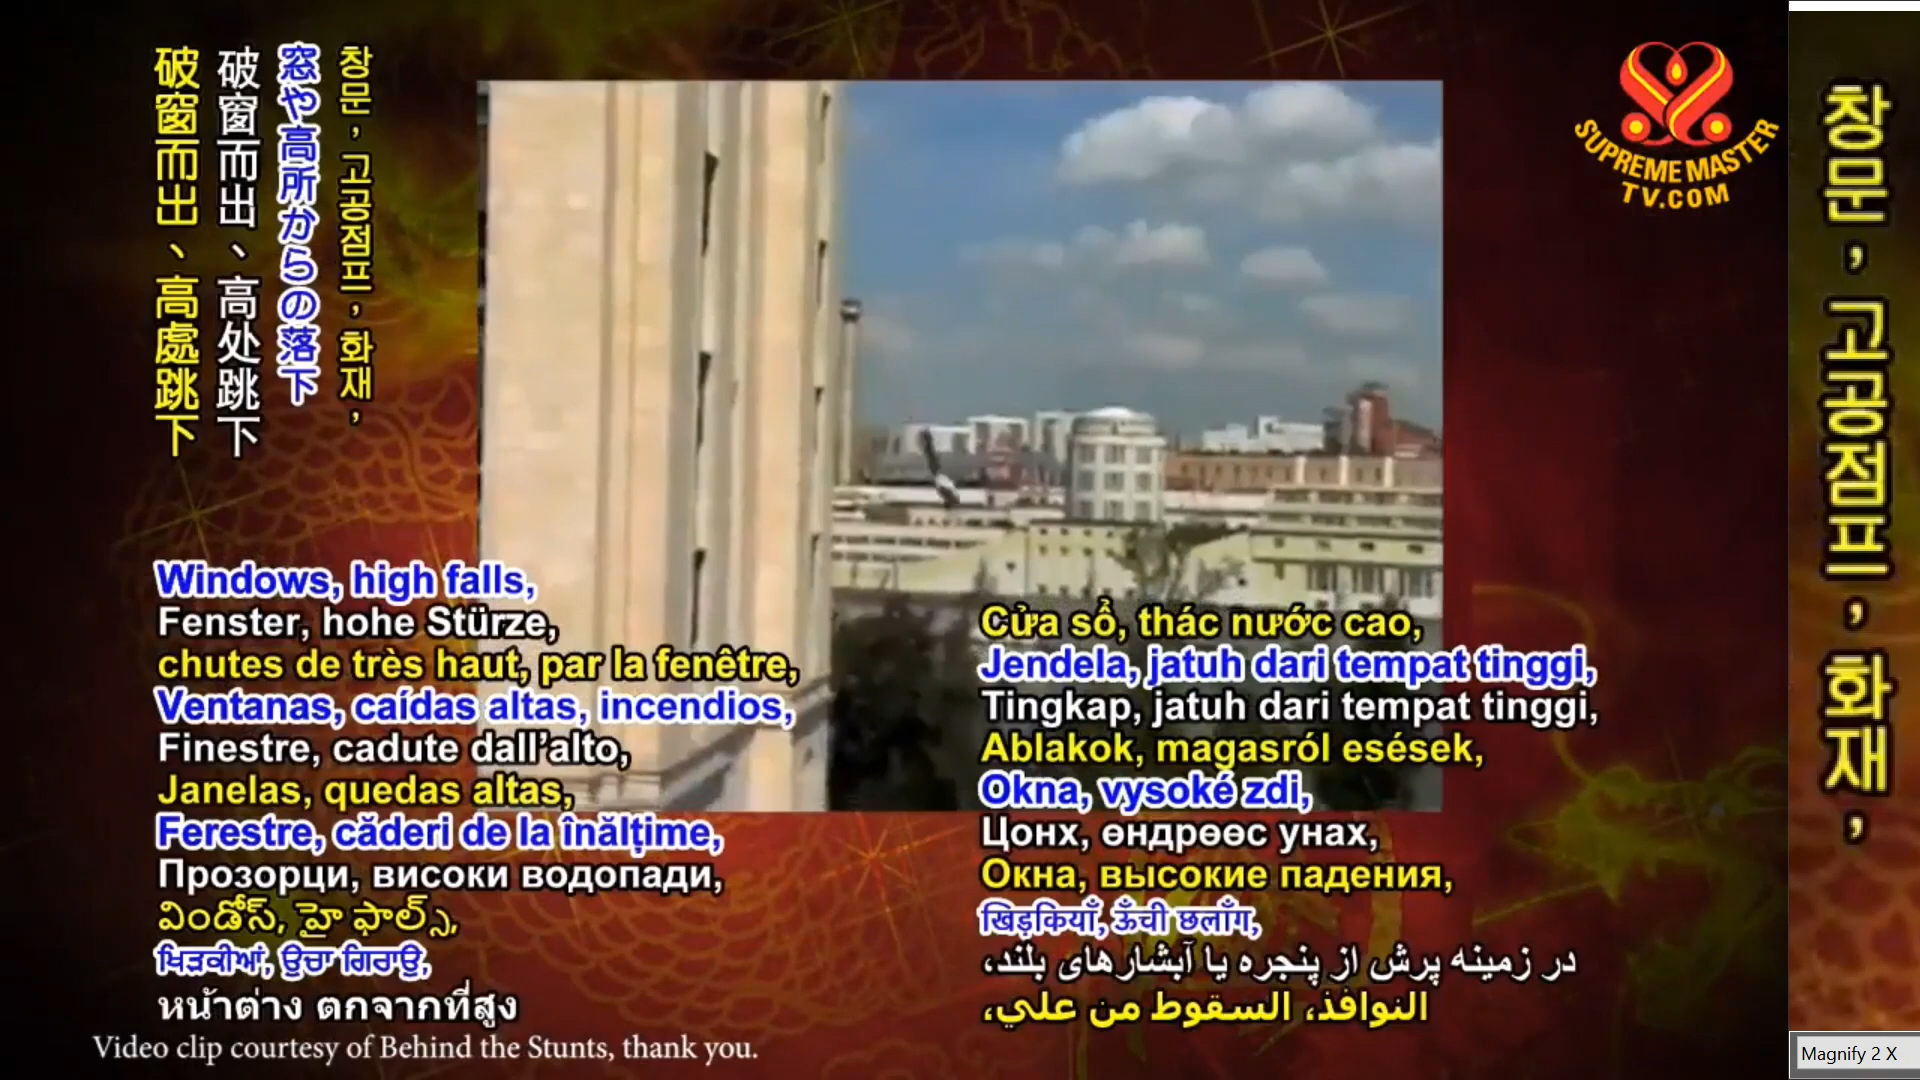 破窗而出、高處跳下
破窗而出、高处跳下
窓や高所からの落下
창문, 고공점프, 화재,
SUPREME MASTER
TV.COM
Windows, high falls,
Fenster, hohe Stürze,
chutes de très haut, par la fenêtre,
Ventanas, caídas altas, incendios,
Finestre, cadute dall’alto,
Janelas, quedas altas,
Ferestre, căderi de la înălțime,
Прозорци, високи водопади,
విండోస్, హై ఫాల్స్,
ਖਿੜਕੀਆਂ, ਉਚਾ ਗਿਰਾਉ,
หน้าต่าง ตกจากที่สูง
Cửa sổ, thác nước cao,
Jendela, jatuh dari tempat tinggi,
Tingkap, jatuh dari tempat tinggi,
Ablakok, magasról esések,
Okna, vysoké zdi,
Цонх, өндрөөс унах,
Окна, высокие падения,
खिड़कियाँ, ऊँची छलाँग,
در زمینه پرش از پنجره یا آبشارهای بلند،
النوافذ، السقوط من علي،
Video clip courtesy of Behind the Stunts, thank you.
창문, 고공점프, 화재,
Magnify 2 X